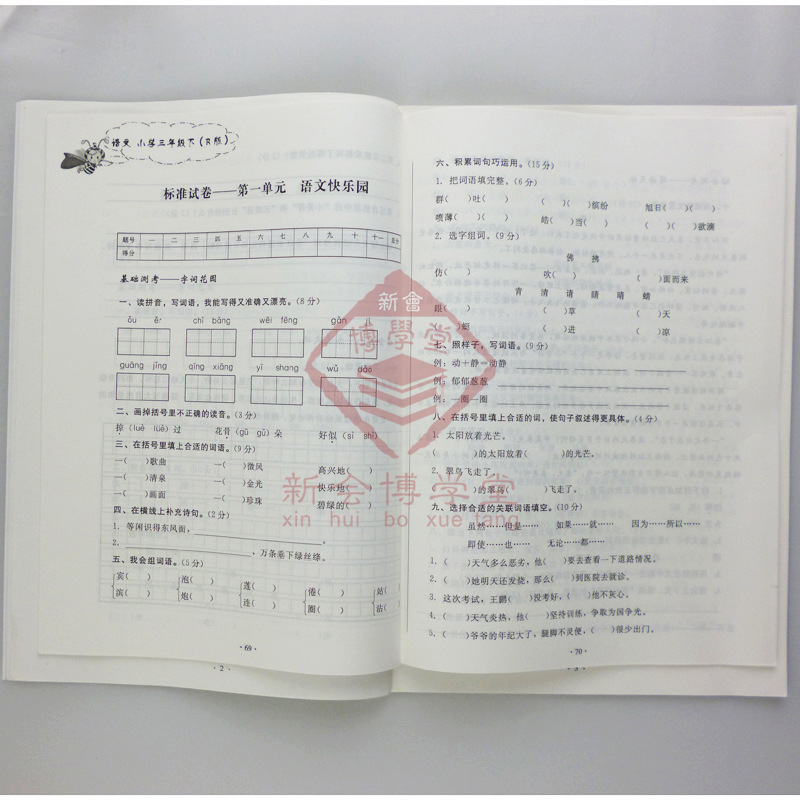 语文 小学三年级下(R版)
标准试卷——第一单元 语文快乐园
题号 一 二 三 四 五 六 七 八 九 十 十一 总分
得分
基础测考——字词花园
一、读拼音,写词语,我能写得又准确又漂亮。(8分)
ǒu ěr chì bǎng wēi fēng gǎn jǐ
guāng jǐng qīng xiāng yī shang wǔ dǎo
二、画掉括号里不正确的读音。(3分)
掠(luè lüè)过 花骨(gū gǔ)朵 好似(sì shì)
三、在括号里填上合适的词语。(9分)
一( )歌曲 一( )微风 高兴地( )
一( )清泉 一( )金光 快乐地( )
一( )画面 一( )珍珠 碧绿的( )
四、在横线上补充诗句。(2分)
1. 等闲识得东风面,
2. ,万条垂下绿丝绦。
五、我会组词语。(5分)
宾( ) 泡( ) 莲( ) 倦( ) 站( )
滨( ) 炮( ) 连( ) 圈( ) 沾( )
·69·
·2·
六、积累词句巧运用。(15分)
1. 把词语填完整。(6分)
群( )吐( ) ( )( )缤纷 旭日( )( )
喷薄( )( ) 皓( )当( ) ( )( )欲滴
2. 选字组词。(9分)
佛 拂
仿( ) 吹( ) ( )面而来
青 清 请 睛 晴 蜻
眼( ) ( )草 ( )天
( )蜓 ( )进 ( )凉
七、照样子,写词语。(9分)
例:动+静=动静
例:郁郁葱葱
例:一圈一圈
八、在括号里填上合适的词,使句子叙述得更具体。(4分)
1. 太阳放着光芒。
( )的太阳放着( )的光芒。
2. 翠鸟飞走了。
( )的翠鸟( )飞走了。
九、选择合适的关联词语填空。(10分)
虽然……但是…… 如果……就…… 因为……所以……
即使……也…… 无论……都……
1. ( )天气多么恶劣,他( )要去查看一下道路情况。
2. ( )她明天还发烧,那么( )到医院去就诊。
3. 这次考试,王鹏( )没考好,( )他不灰心。
4. ( )天气炎热,他( )坚持训练,争取为国争光。
5. ( )爷爷的年纪大了,腿脚不灵便,( )很少出门。
·70·
·3·
新會
博學堂
新会博学堂
xin hui bo xue tang